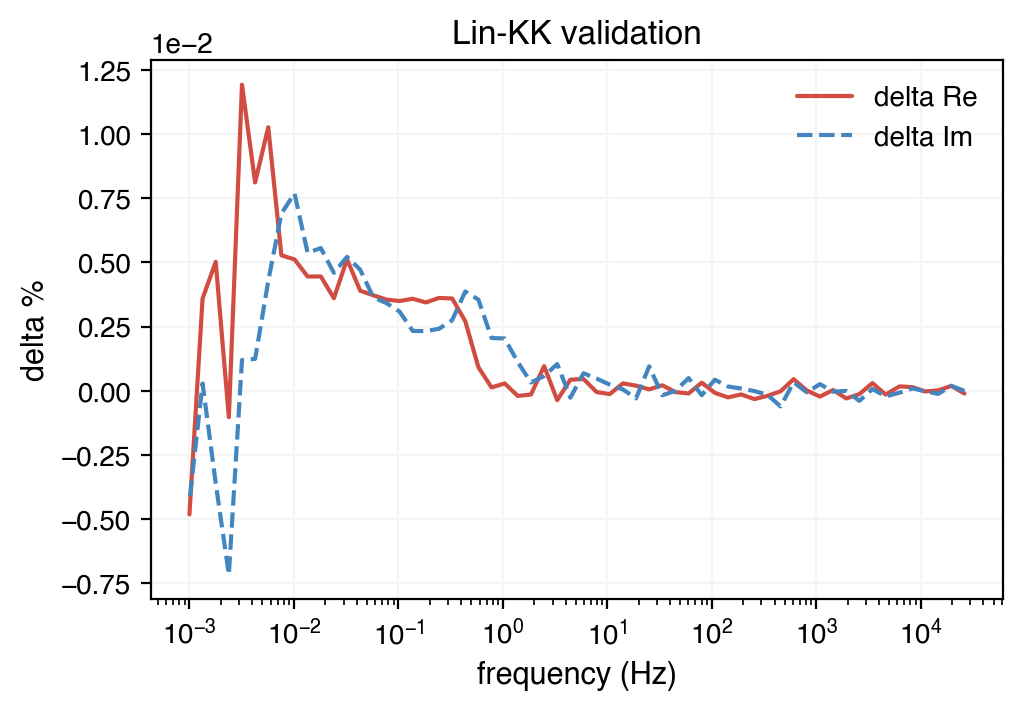 Lin-KK validation
1e−2
1.25
1.00
0.75
0.50
0.25
0.00
−0.25
−0.50
−0.75
delta %
delta Re
delta Im
10⁻³ 10⁻² 10⁻¹ 10⁰ 10¹ 10² 10³ 10⁴
frequency (Hz)